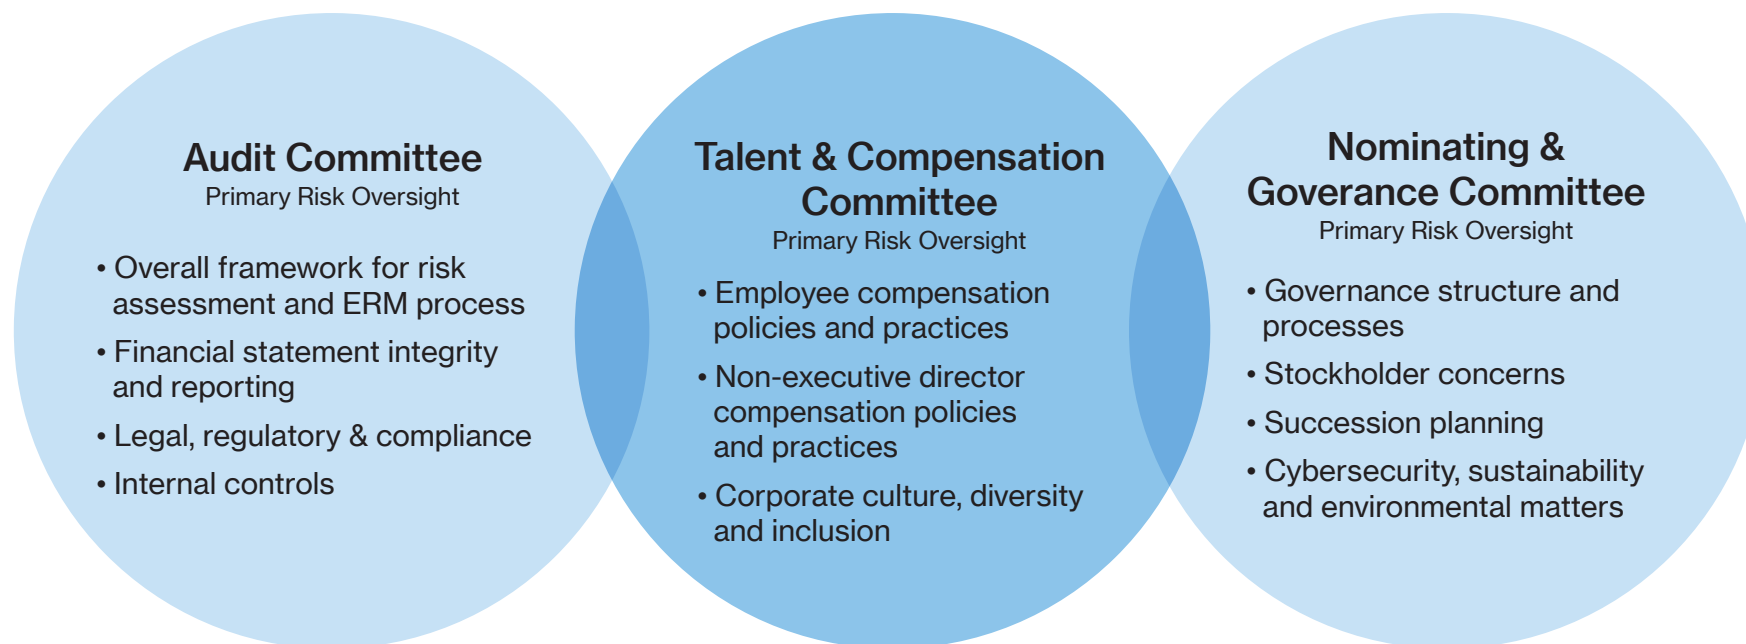 Audit Committee
Primary Risk Oversight
• Overall framework for risk
assessment and ERM process
• Financial statement integrity
and reporting
• Legal, regulatory & compliance
• Internal controls
Talent & Compensation
Committee
Primary Risk Oversight
• Employee compensation
policies and practices
• Non-executive director
compensation policies
and practices
• Corporate culture, diversity
and inclusion
Nominating &
Goverance Committee
Primary Risk Oversight
• Governance structure and
processes
• Stockholder concerns
• Succession planning
• Cybersecurity, sustainability
and environmental matters